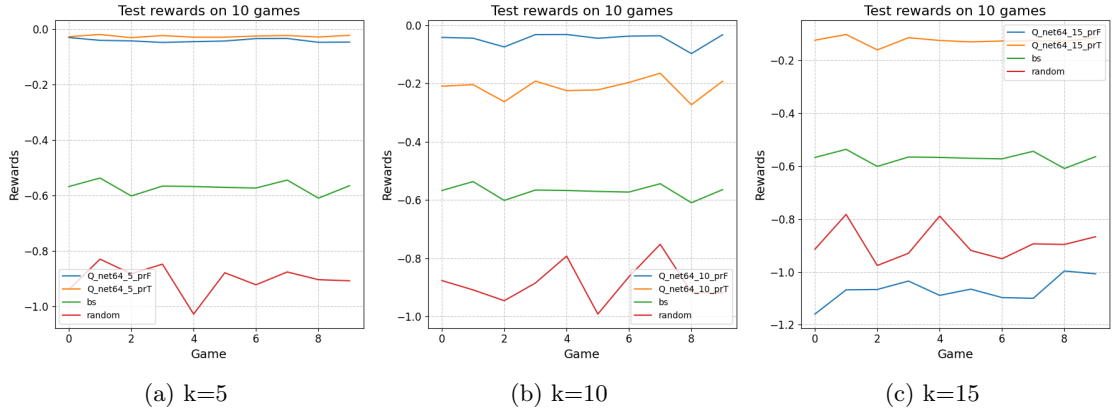 Test rewards on 10 games
0.0
−0.2
−0.4
−0.6
−0.8
−1.0
Rewards
Q_net64_5_prF
Q_net64_5_prT
bs
random
0 2 4 6 8
Game
(a) k=5
Test rewards on 10 games
0.0
−0.2
−0.4
−0.6
−0.8
−1.0
Rewards
Q_net64_10_prF
Q_net64_10_prT
bs
random
0 2 4 6 8
Game
(b) k=10
Test rewards on 10 games
−0.2
−0.4
−0.6
−0.8
−1.0
−1.2
Rewards
Q_net64_15_prF
Q_net64_15_prT
bs
random
0 2 4 6 8
Game
(c) k=15